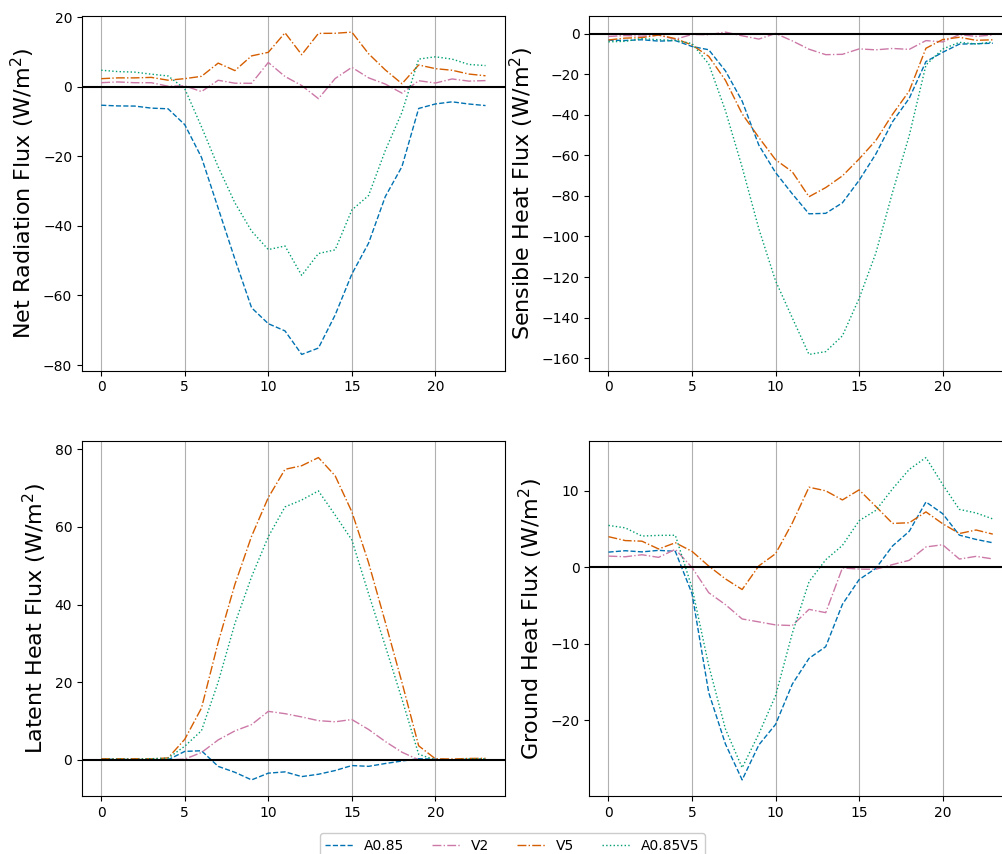 Net Radiation Flux (W/m²)
20
0
−20
−40
−60
−80
0 5 10 15 20
Sensible Heat Flux (W/m²)
0
−20
−40
−60
−80
−100
−120
−140
−160
0 5 10 15 20
Latent Heat Flux (W/m²)
80
60
40
20
0
0 5 10 15 20
Ground Heat Flux (W/m²)
10
0
−10
−20
0 5 10 15 20
A0.85 V2 V5 A0.85V5